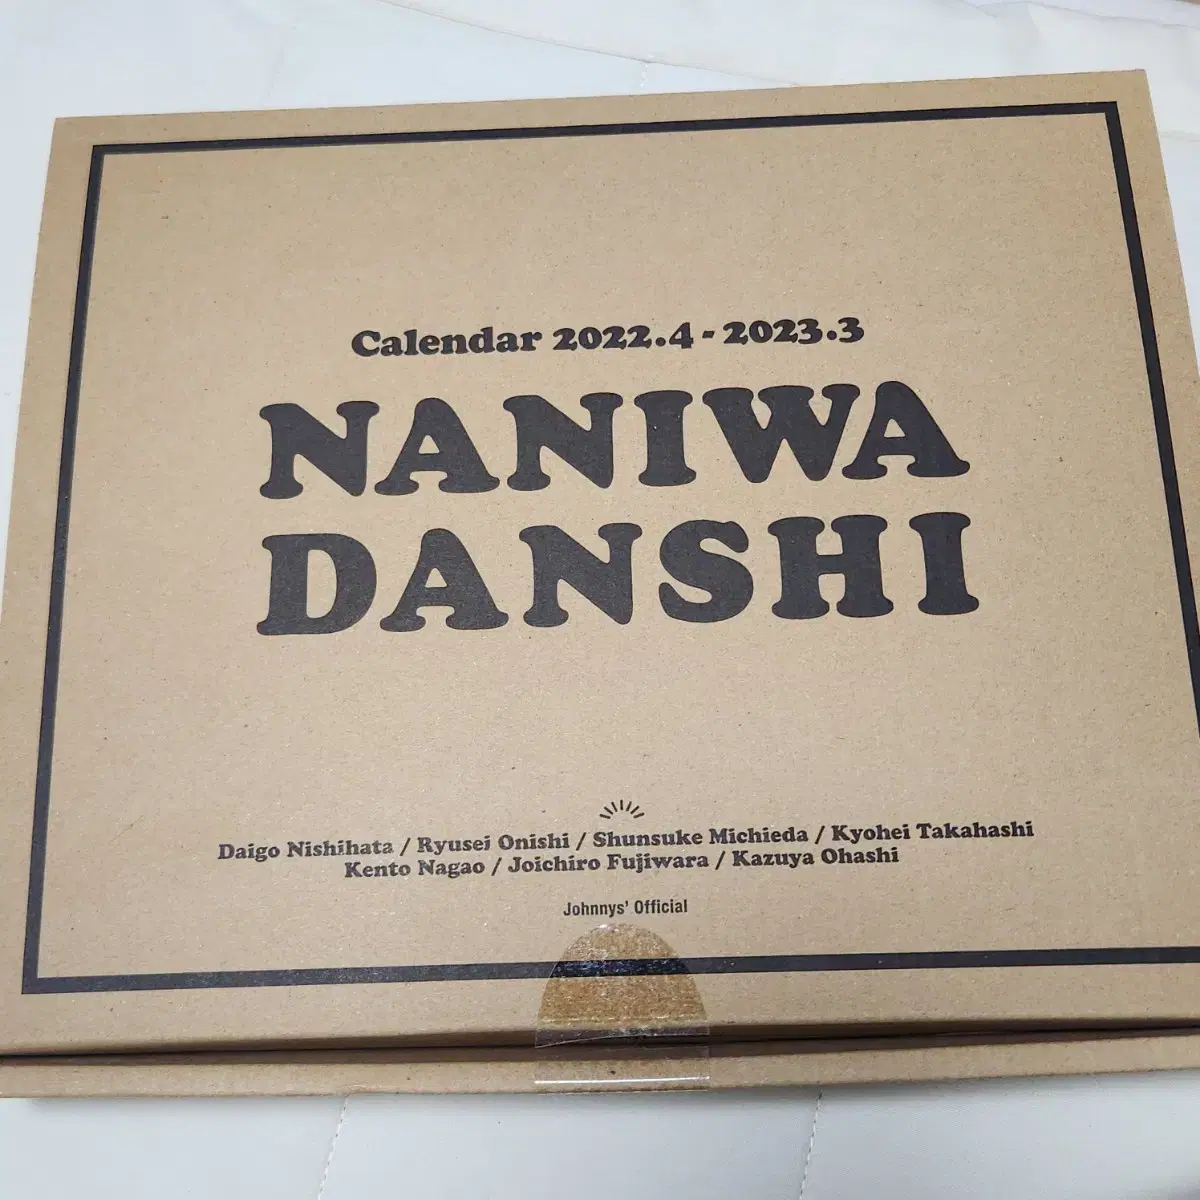 Calendar 2022.4 - 2023.3
NANIWA
DANSHI
Daigo Nishihata / Ryusei Onishi / Shunsuke Michieda / Kyohei Takahashi
Kento Nagao / Joichiro Fujiwara / Kazuya Ohashi
Johnnys' Official